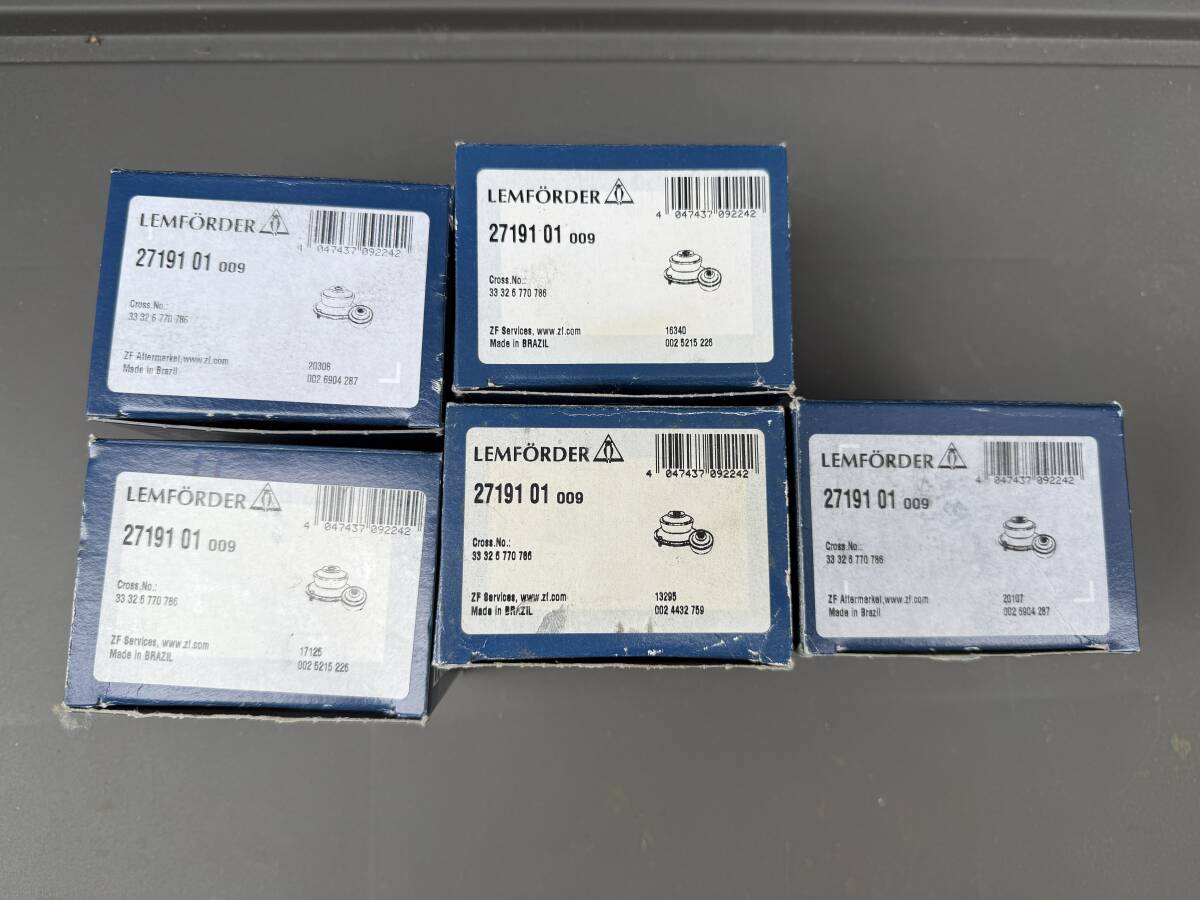 LEMFÖRDER
4 047437 092242
27191 01 009
Cross.No.:
33 32 6 770 786
ZF Aftermarket, www.zf.com
Made in Brazil
20306
002 6904 287
LEMFÖRDER
4 047437 092242
27191 01 009
Cross.No.:
33 32 6 770 786
ZF Services, www.zf.com
Made in BRAZIL
16340
002 5215 226
LEMFÖRDER
4 047437 092242
27191 01 009
Cross.No.:
33 32 6 770 786
ZF Services, www.zf.com
Made in BRAZIL
17125
002 5215 226
LEMFÖRDER
4 047437 092242
27191 01 009
Cross.No.:
33 32 6 770 786
ZF Services, www.zf.com
Made in BRAZIL
13295
002 4432 759
LEMFÖRDER
4 047437 092242
27191 01 009
Cross.No.:
33 32 6 770 786
ZF Aftermarket, www.zf.com
Made in Brazil
20107
002 6904 287